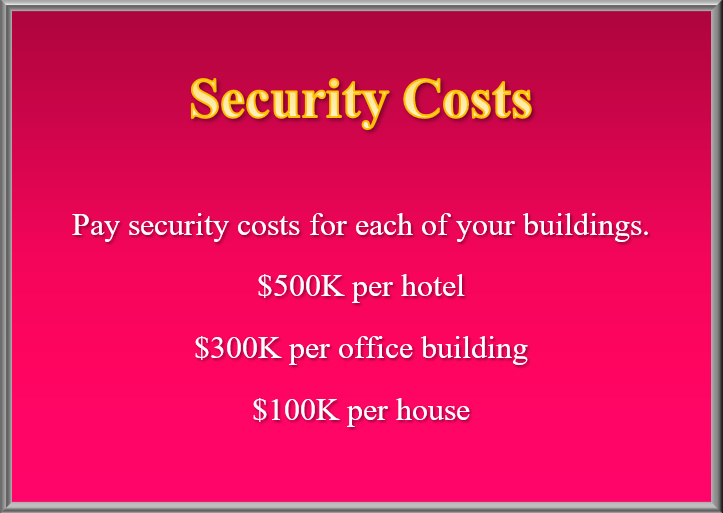 Security Costs
Pay security costs for each of your buildings.
$500K per hotel
$300K per office building
$100K per house